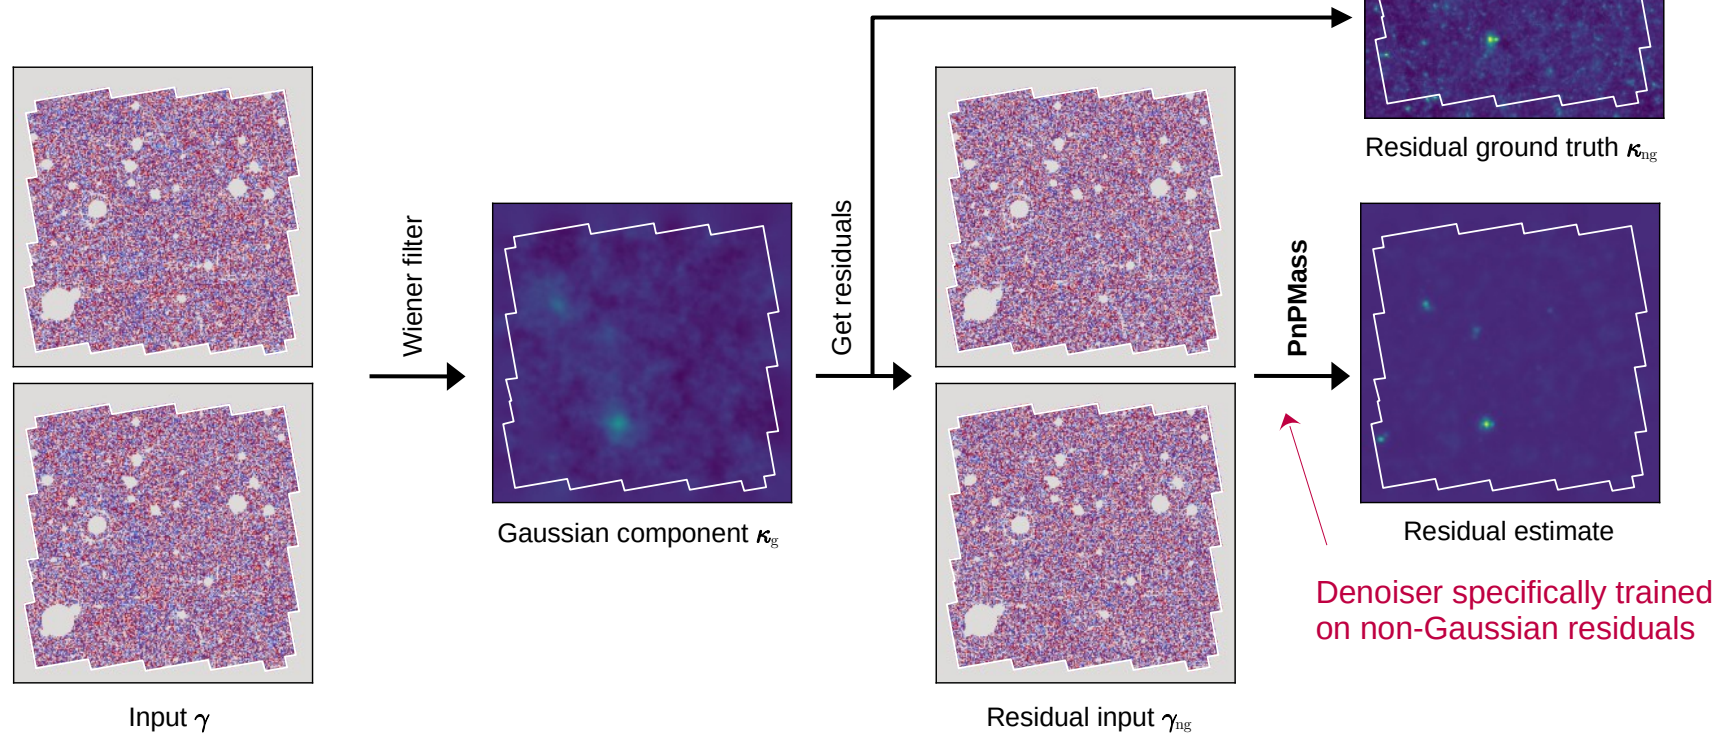 Residual ground truth κng
Wiener filter
Get residuals
PnPMass
Gaussian component κg
Residual estimate
Denoiser specifically trained
on non-Gaussian residuals
Input γ
Residual input γng